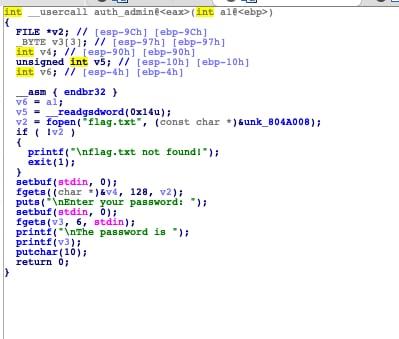 int __usercall auth_admin@<eax>(int a1@<ebp>)
{
FILE *v2; // [esp-9Ch] [ebp-9Ch]
_BYTE v3[3]; // [esp-97h] [ebp-97h]
int v4; // [esp-90h] [ebp-90h]
unsigned int v5; // [esp-10h] [ebp-10h]
int v6; // [esp-4h] [ebp-4h]
__asm { endbr32 }
v6 = a1;
v5 = __readgsdword(0x14u);
v2 = fopen("flag.txt", (const char *)&unk_804A008);
if ( !v2 )
{
printf("\nflag.txt not found!");
exit(1);
}
setbuf(stdin, 0);
fgets((char *)&v4, 128, v2);
puts("\nEnter your password: ");
setbuf(stdin, 0);
fgets(v3, 6, stdin);
printf("\nThe password is ");
printf(v3);
putchar(10);
return 0;
}